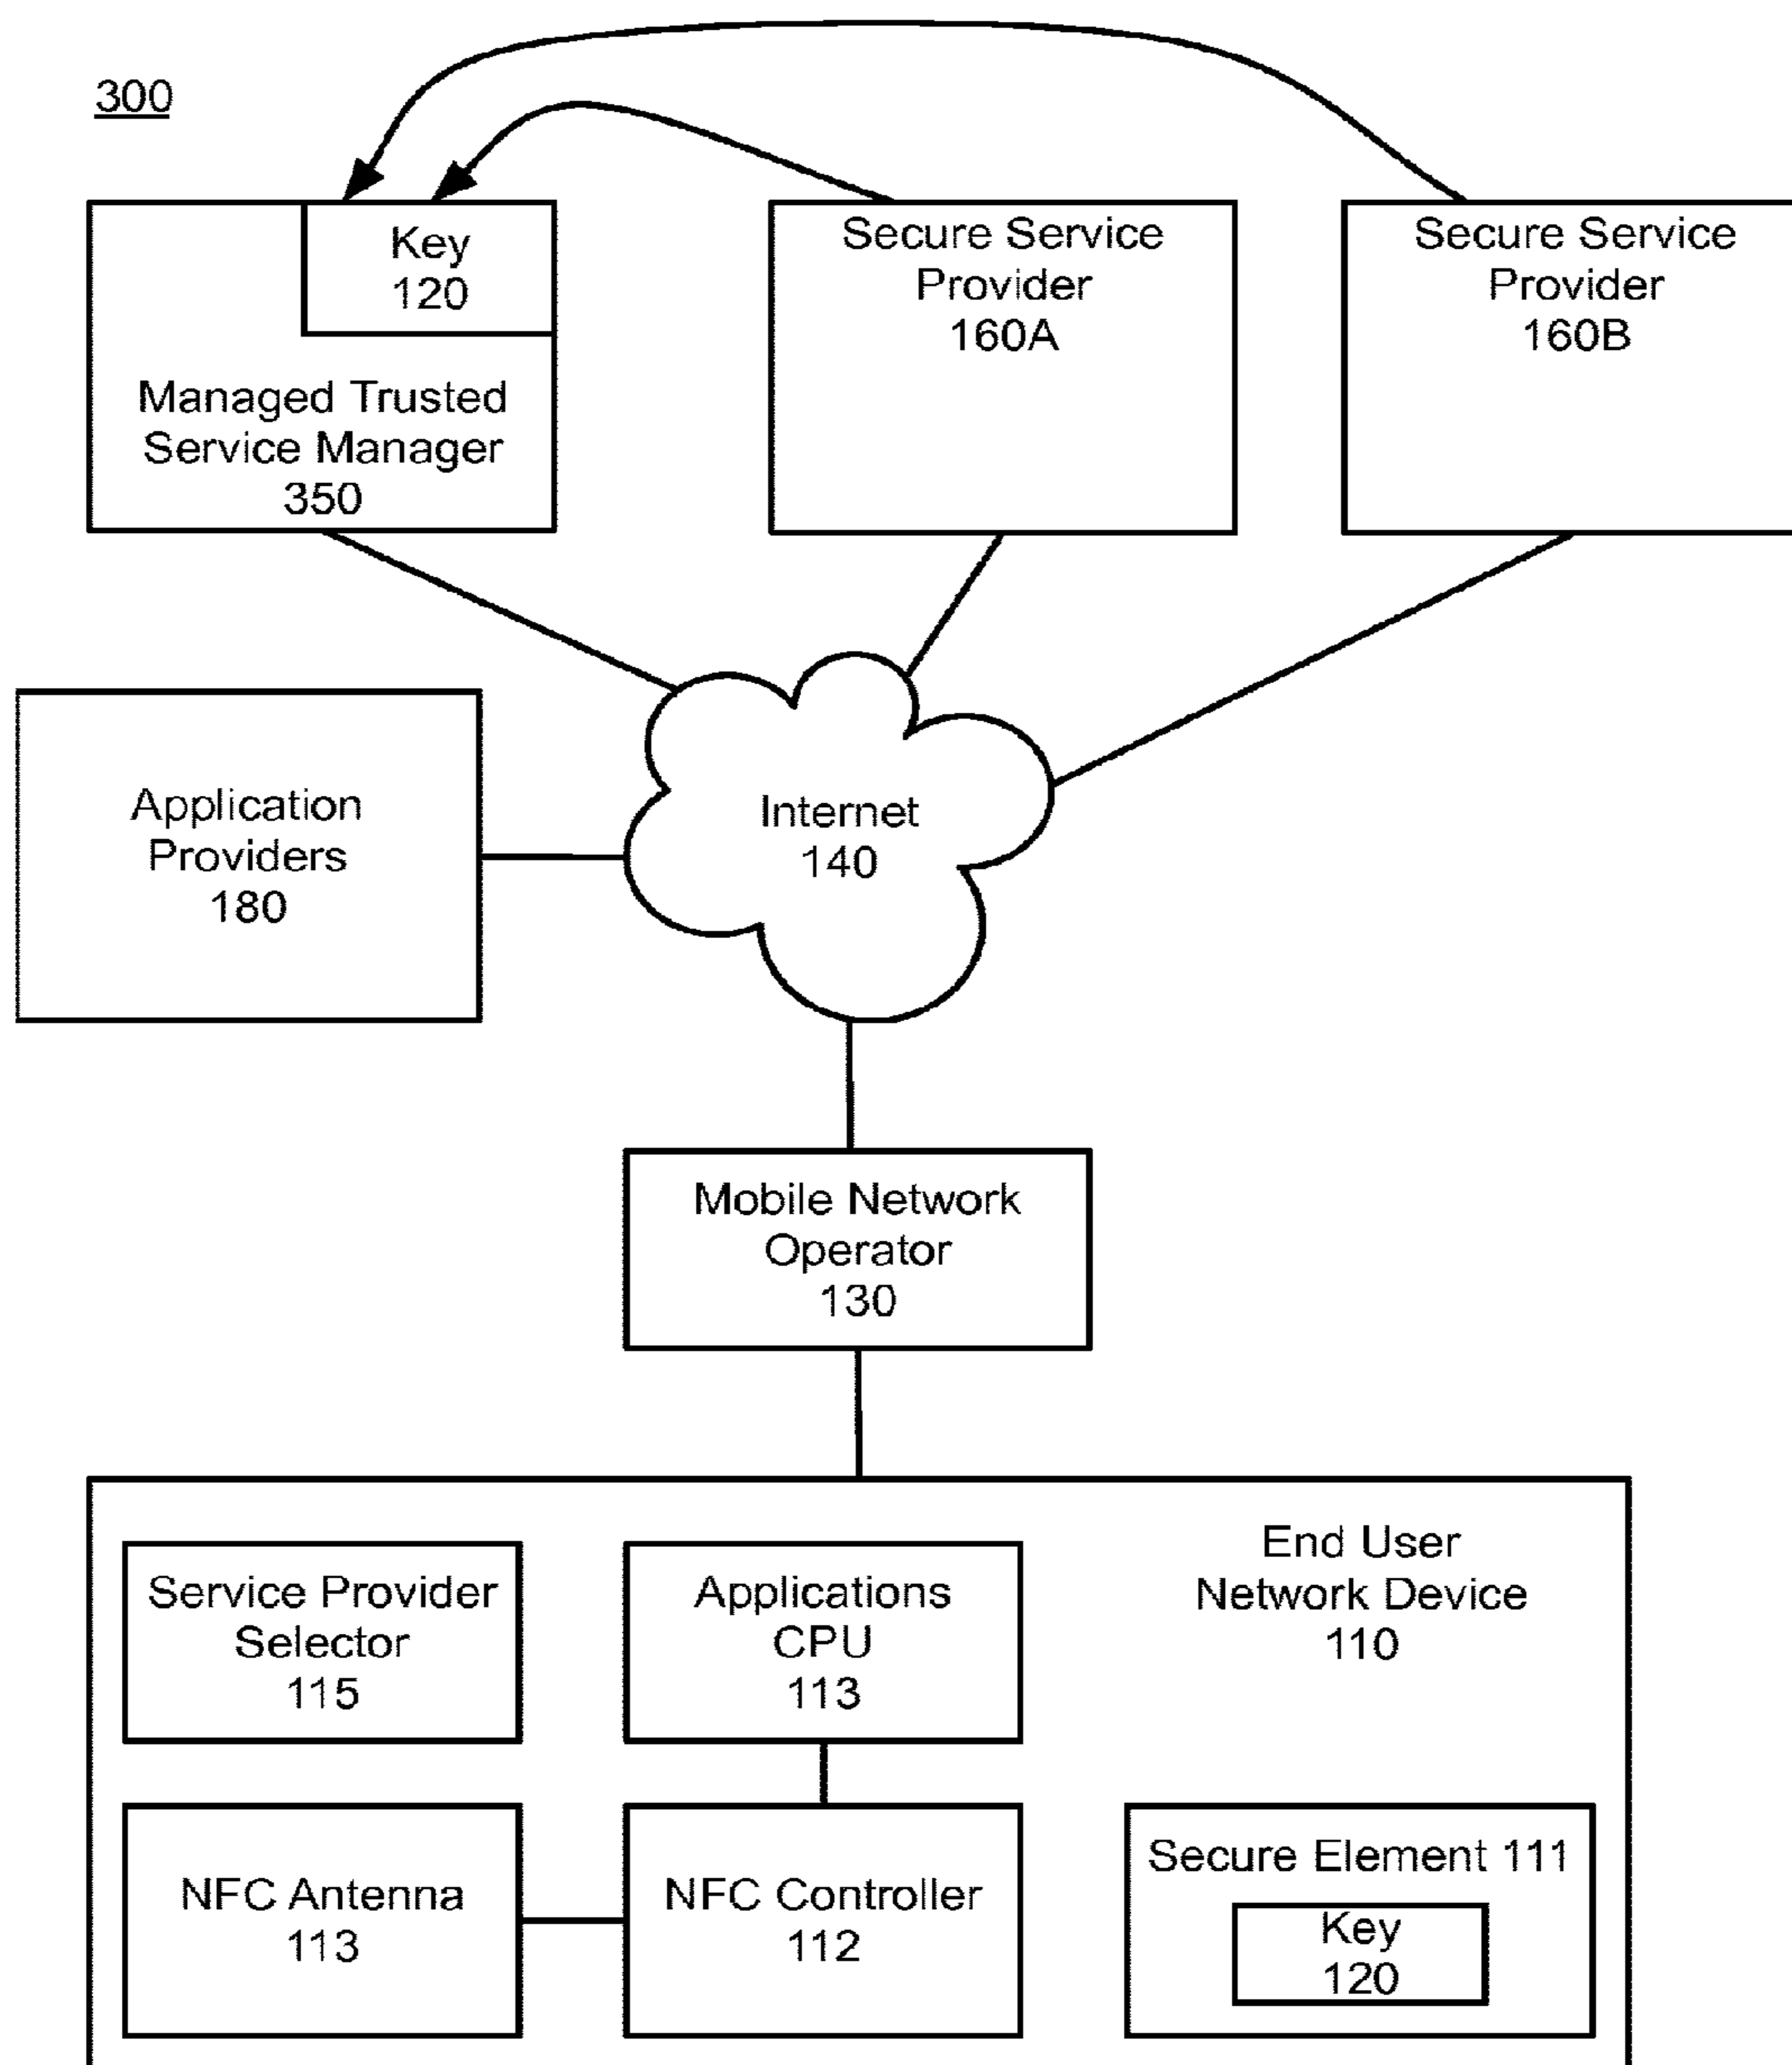 300
Key
120
Managed Trusted
Service Manager
350
Secure Service
Provider
160A
Secure Service
Provider
160B
Application
Providers
180
Internet
140
Mobile Network
Operator
130
End User
Network Device
110
Service Provider
Selector
115
Applications
CPU
113
NFC Antenna
113
NFC Controller
112
Secure Element 111
Key
120